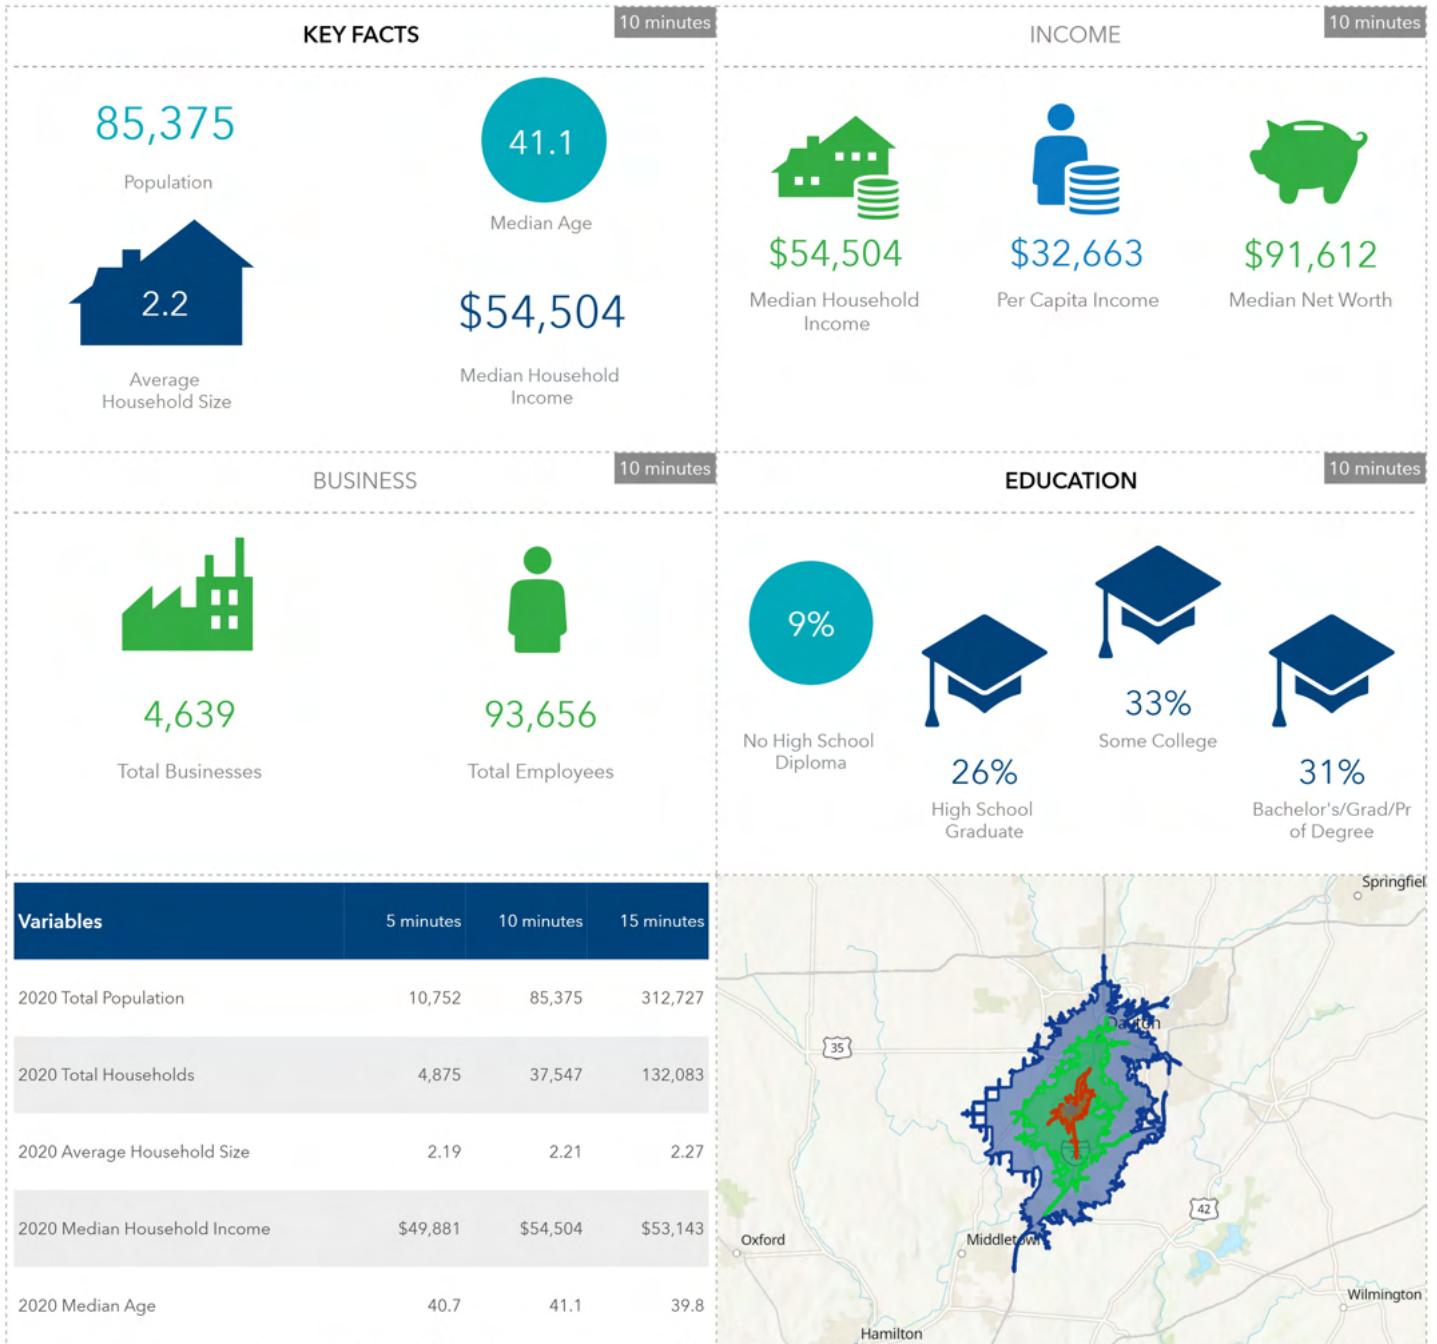 KEY FACTS
10 minutes
85,375
Population
41.1
Median Age
2.2
Average
Household Size
$54,504
Median Household
Income
INCOME
10 minutes
$54,504
Median Household
Income
$32,663
Per Capita Income
$91,612
Median Net Worth
BUSINESS
10 minutes
4,639
Total Businesses
93,656
Total Employees
EDUCATION
10 minutes
9%
No High School
Diploma
26%
High School
Graduate
33%
Some College
31%
Bachelor's/Grad/Pr
of Degree
Variables 5 minutes 10 minutes 15 minutes
2020 Total Population 10,752 85,375 312,727
2020 Total Households 4,875 37,547 132,083
2020 Average Household Size 2.19 2.21 2.27
2020 Median Household Income $49,881 $54,504 $53,143
2020 Median Age 40.7 41.1 39.8
Springfiel
Dayton
35
42
Oxford
Middletown
Wilmington
Hamilton